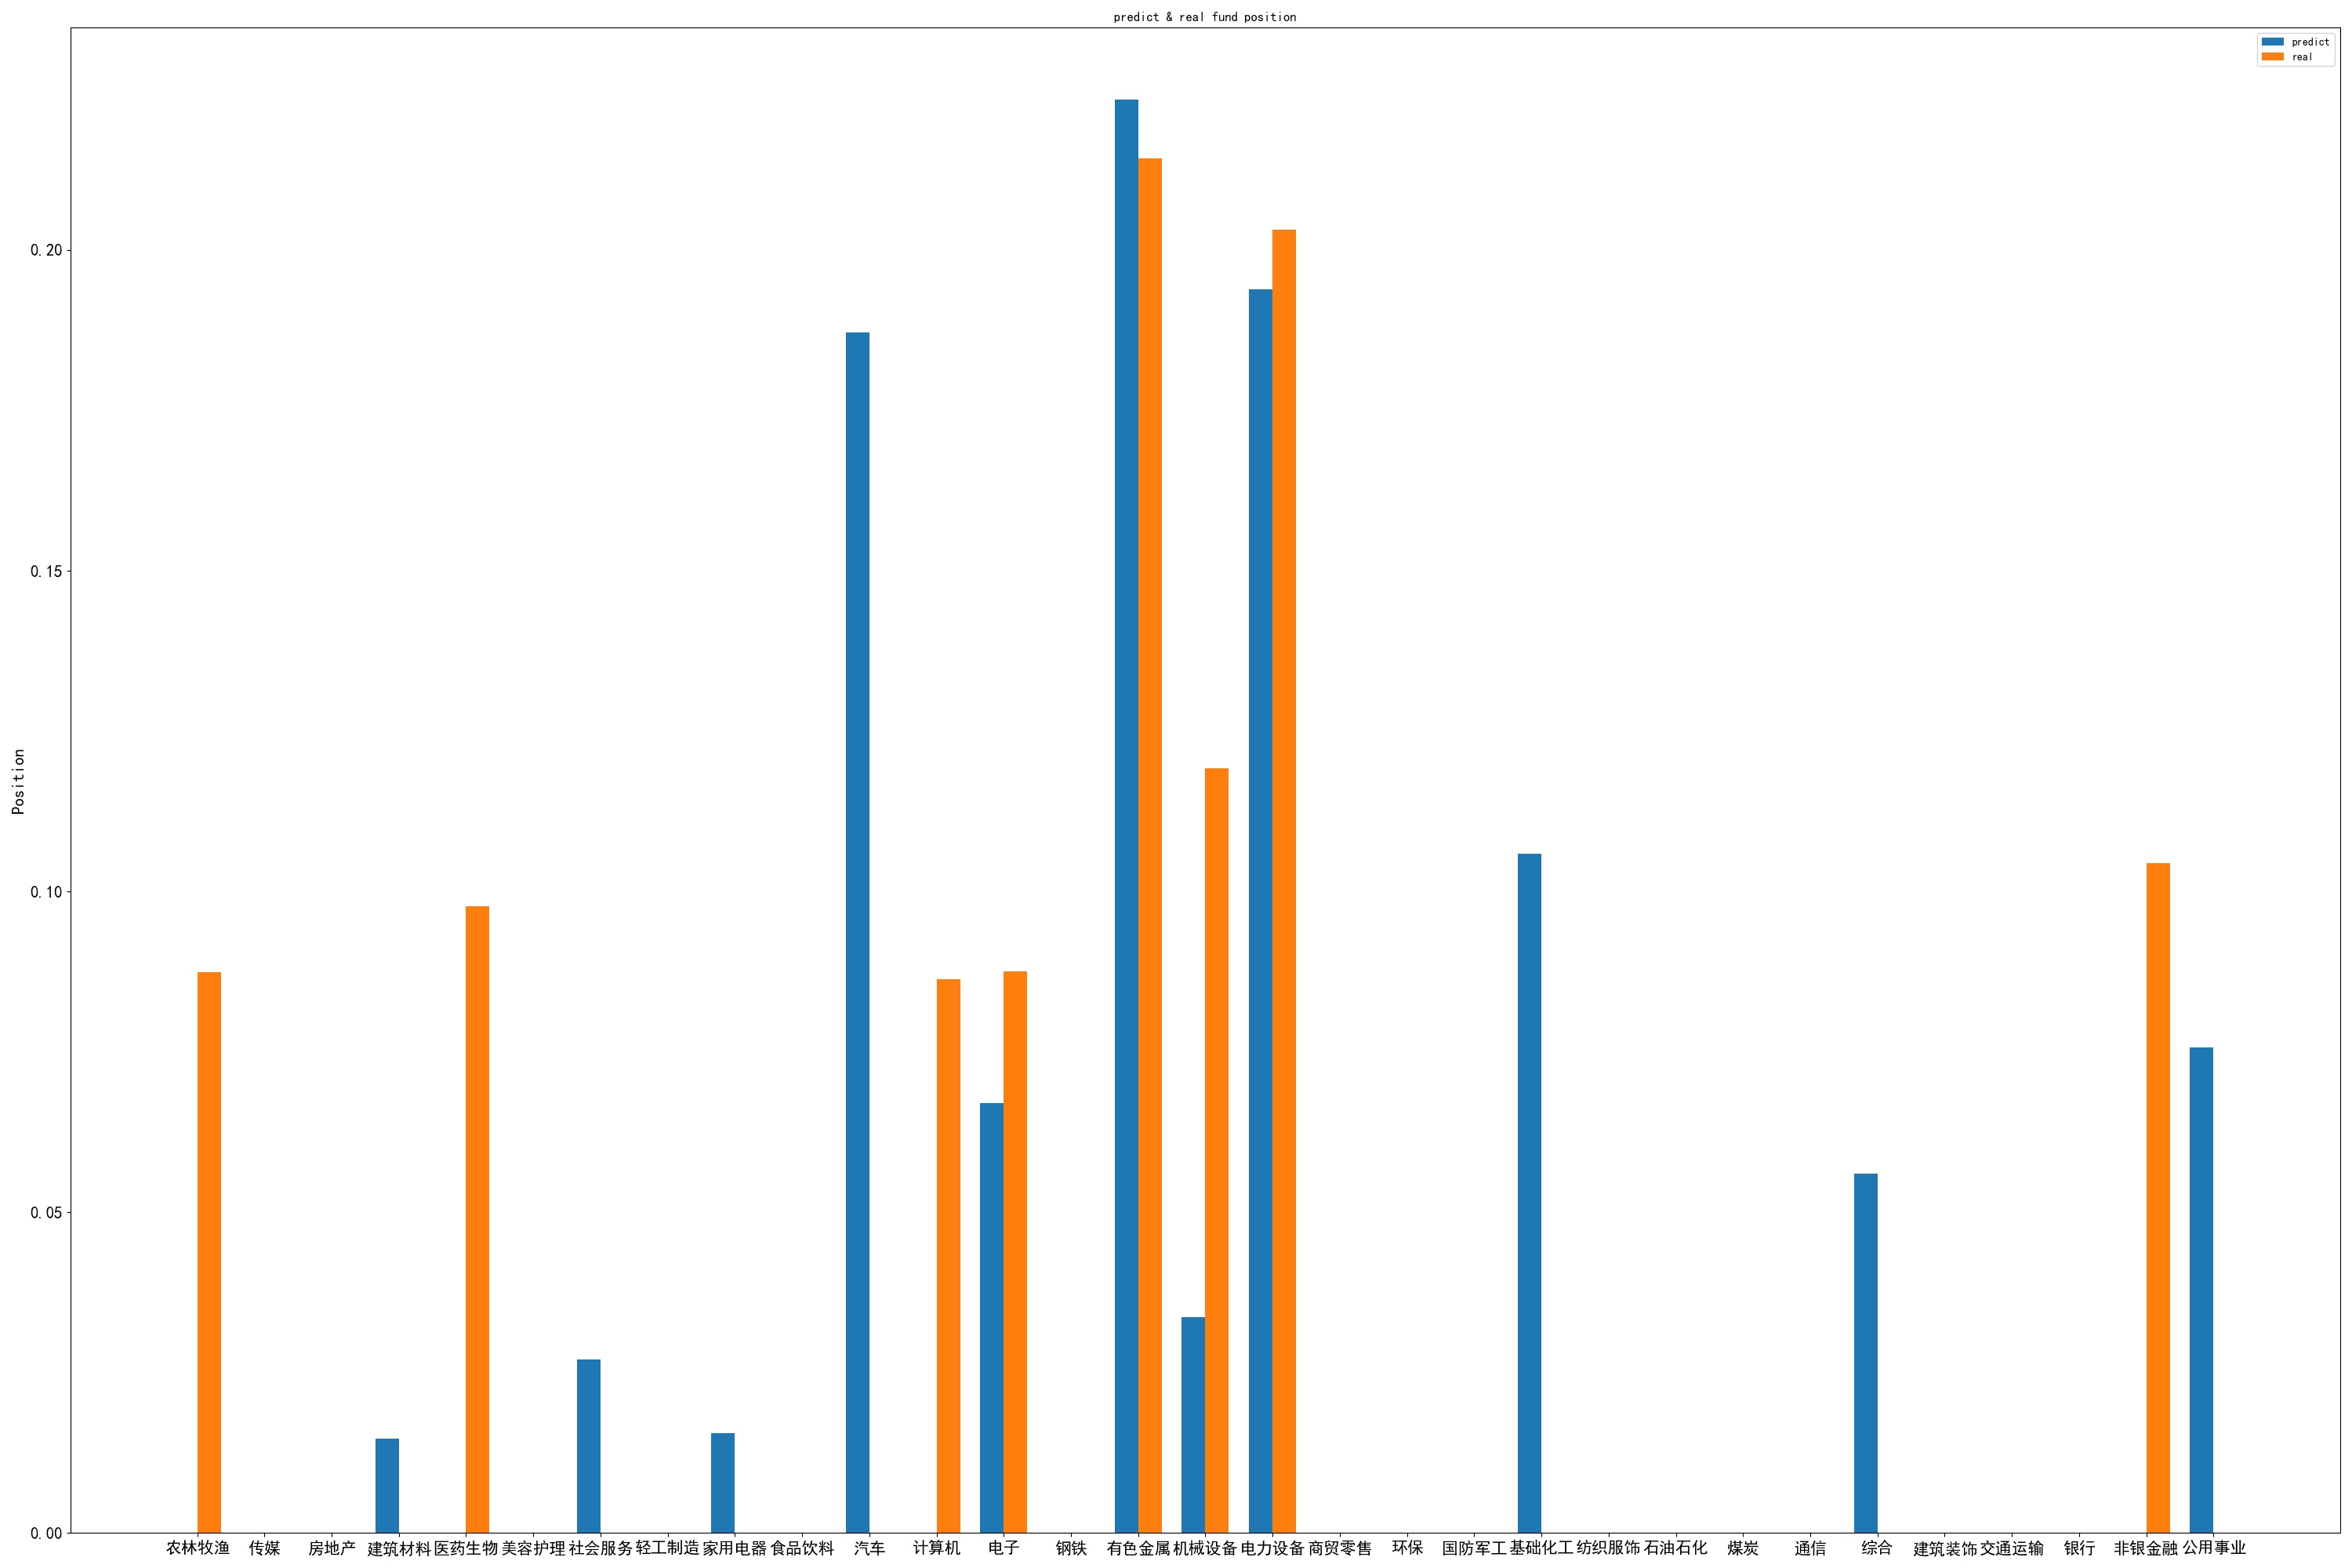 predict & real fund position
predict
real
0.20
0.15
0.10
0.05
0.00
Position
农林牧渔 传媒 房地产 建筑材料 医药生物 美容护理 社会服务 轻工制造 家用电器 食品饮料 汽车 计算机 电子 钢铁 有色金属 机械设备 电力设备 商贸零售 环保 国防军工 基础化工 纺织服饰 石油石化 煤炭 通信 综合 建筑装饰 交通运输 银行 非银金融 公用事业